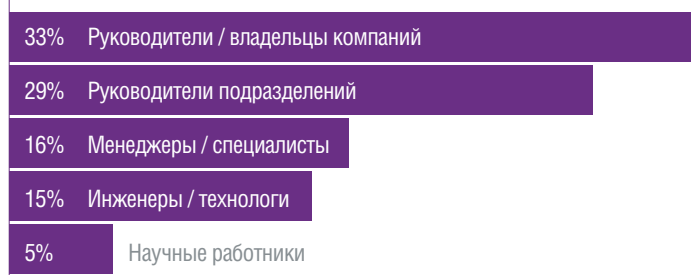 33% Руководители / владельцы компаний
29% Руководители подразделений
16% Менеджеры / специалисты
15% Инженеры / технологи
5% Научные работники